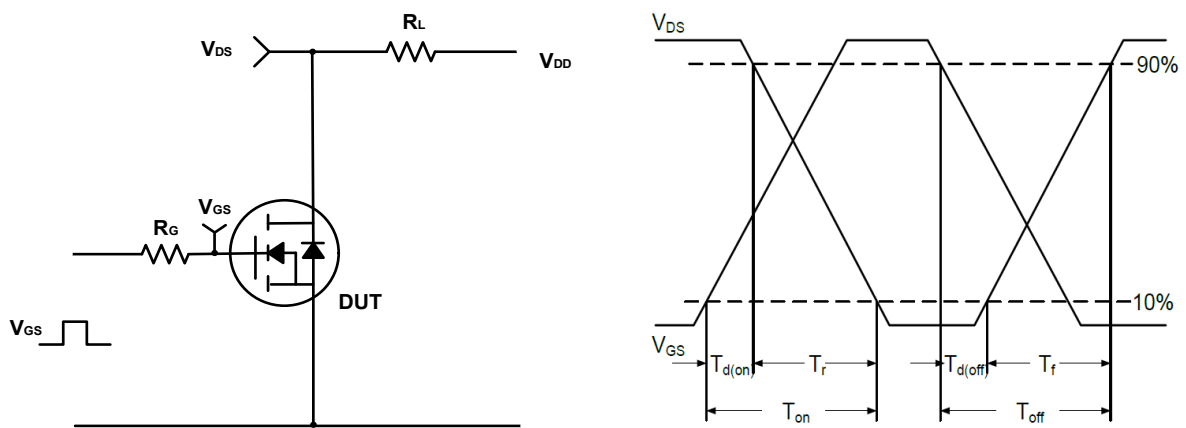 RL
VDS
VDD
VGS
RG
DUT
VGS
VDS
90%
10%
VGS
Td(on) Tr Td(off) Tf
Ton Toff